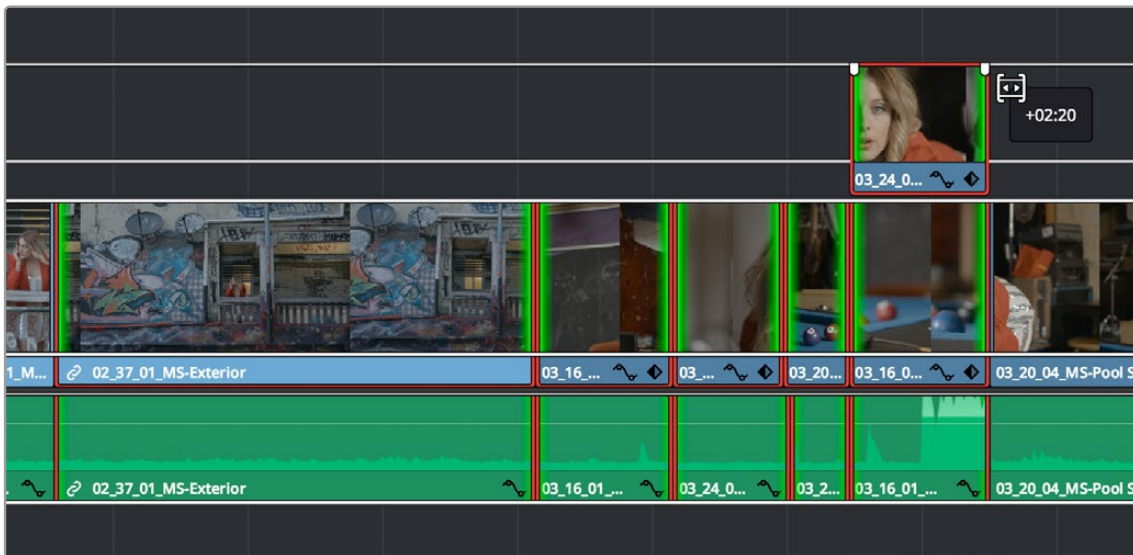 +02:20
03_24_0...
1_M...
02_37_01_MS-Exterior
03_16_...
03_...
03_20...
03_16_0...
03_20_04_MS-Pool S
.
02_37_01_MS-Exterior
03_16_01_...
03_24_0...
03_2...
03_16_01_...
03_20_04_MS-Pool S